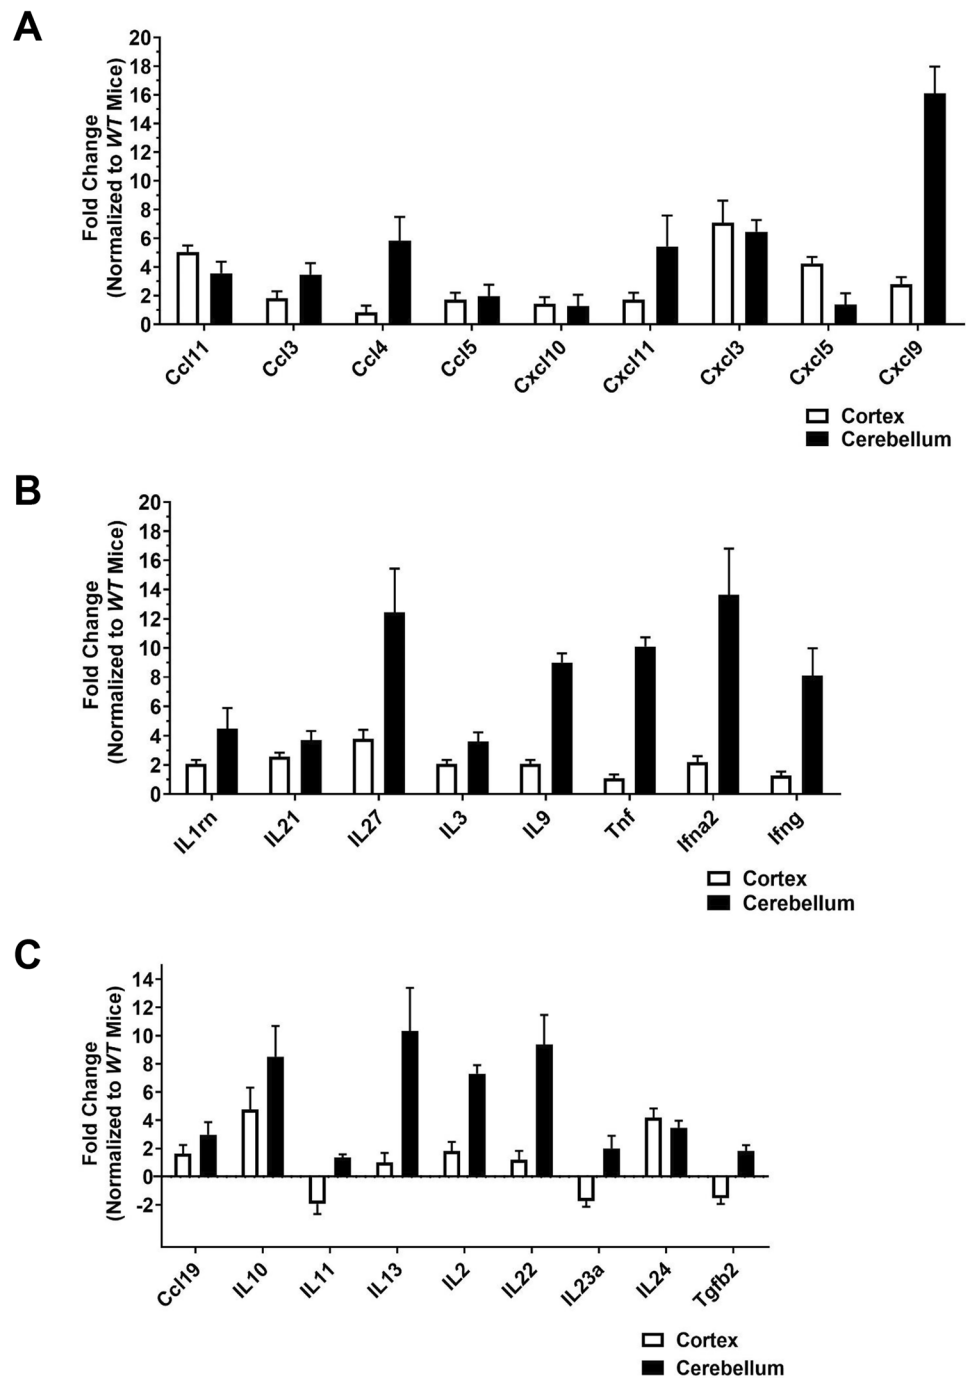 A
Fold Change
(Normalized to WT Mice)
20
18
16
14
12
10
8
6
4
2
0
Ccl11
Ccl3
Ccl4
Ccl5
Cxcl10
Cxcl11
Cxcl3
Cxcl5
Cxcl9
Cortex
Cerebellum
B
Fold Change
(Normalized to WT Mice)
20
18
16
14
12
10
8
6
4
2
0
IL1rn
IL21
IL27
IL3
IL9
Tnf
Ifna2
Ifng
Cortex
Cerebellum
C
Fold Change
(Normalized to WT Mice)
14
12
10
8
6
4
2
0
-2
Ccl19
IL10
IL11
IL13
IL2
IL22
IL23a
IL24
Tgfb2
Cortex
Cerebellum